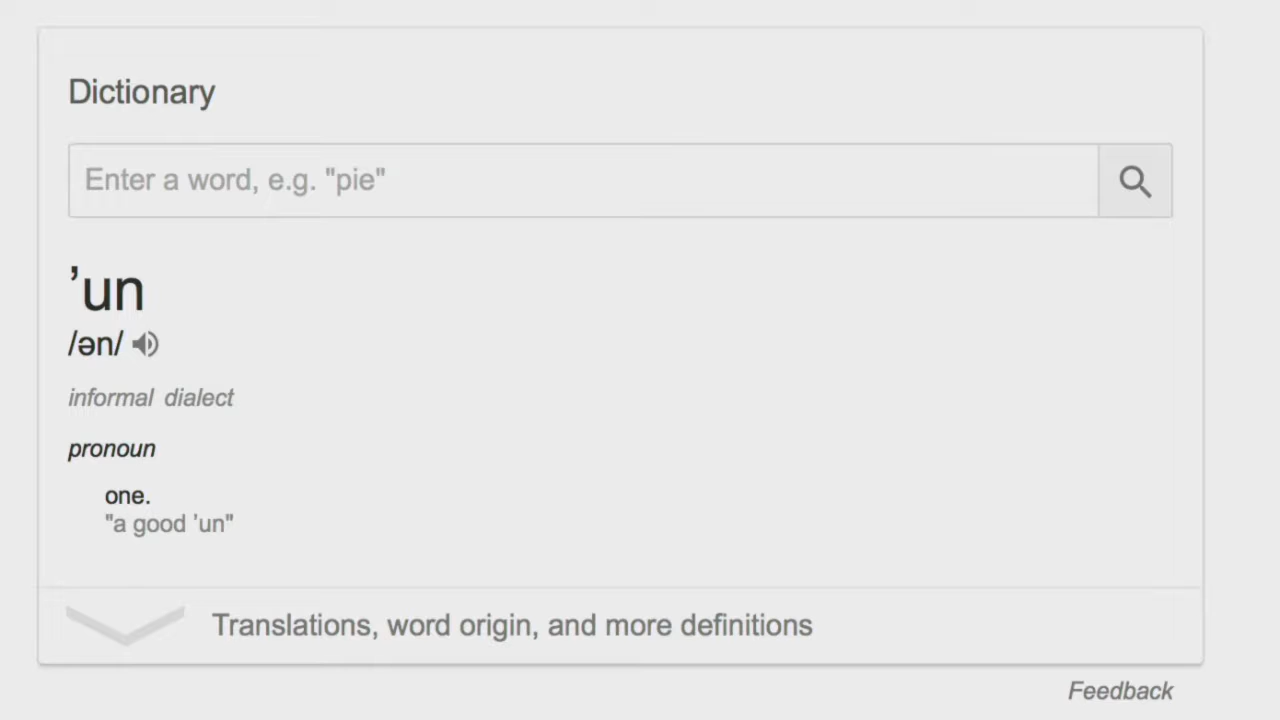 Dictionary
Enter a word, e.g. "pie"
’un
/ən/
informal dialect
pronoun
one.
"a good ’un"
Translations, word origin, and more definitions
Feedback